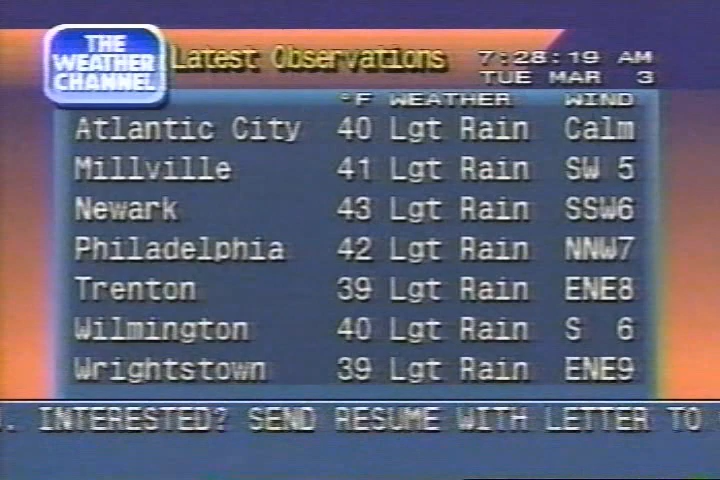 THE
WEATHER
CHANNEL
Latest Observations 7:28:19 AM
TUE MAR 3
°F WEATHER WIND
Atlantic City 40 Lgt Rain Calm
Millville 41 Lgt Rain SW 5
Newark 43 Lgt Rain SSW6
Philadelphia 42 Lgt Rain NNW7
Trenton 39 Lgt Rain ENE8
Wilmington 40 Lgt Rain S 6
Wrightstown 39 Lgt Rain ENE9
. INTERESTED? SEND RESUME WITH LETTER TO